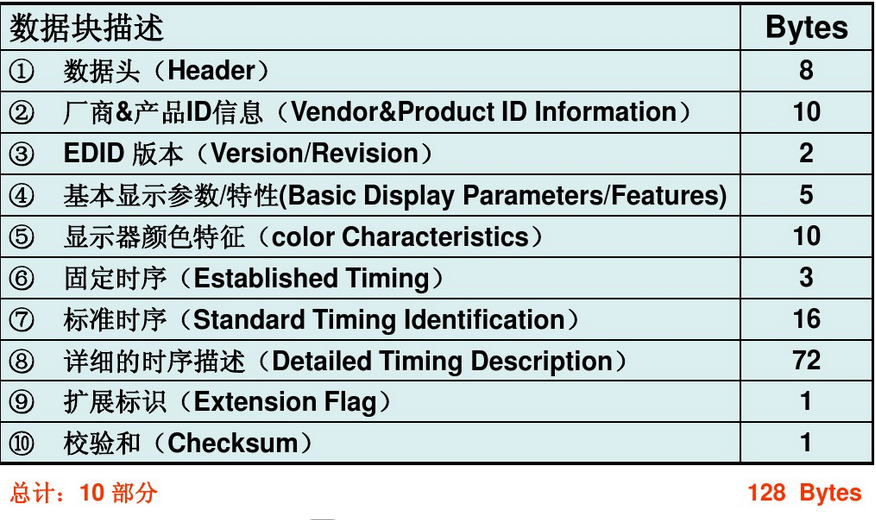 数据块描述 Bytes
① 数据头（Header） 8
② 厂商&产品ID信息（Vendor&Product ID Information） 10
③ EDID 版本（Version/Revision） 2
④ 基本显示参数/特性(Basic Display Parameters/Features) 5
⑤ 显示器颜色特征（color Characteristics） 10
⑥ 固定时序（Established Timing） 3
⑦ 标准时序（Standard Timing Identification） 16
⑧ 详细的时序描述（Detailed Timing Description） 72
⑨ 扩展标识（Extension Flag） 1
⑩ 校验和（Checksum） 1
总计：10 部分 128 Bytes